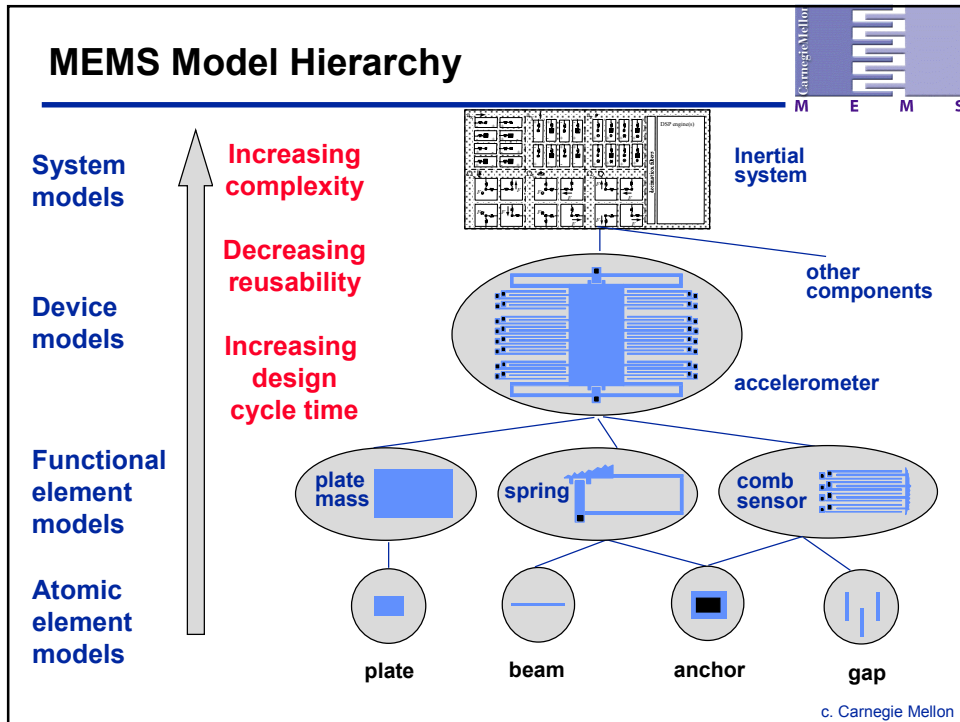 MEMS Model Hierarchy
CarnegieMellon
M E M S
System
models
Increasing
complexity
DSP engine(s)
Decimation filters
Inertial
system
Decreasing
reusability
other
components
Device
models
Increasing
design
cycle time
accelerometer
Functional
element
models
plate
mass
spring
comb
sensor
Atomic
element
models
plate
beam
anchor
gap
c. Carnegie Mellon